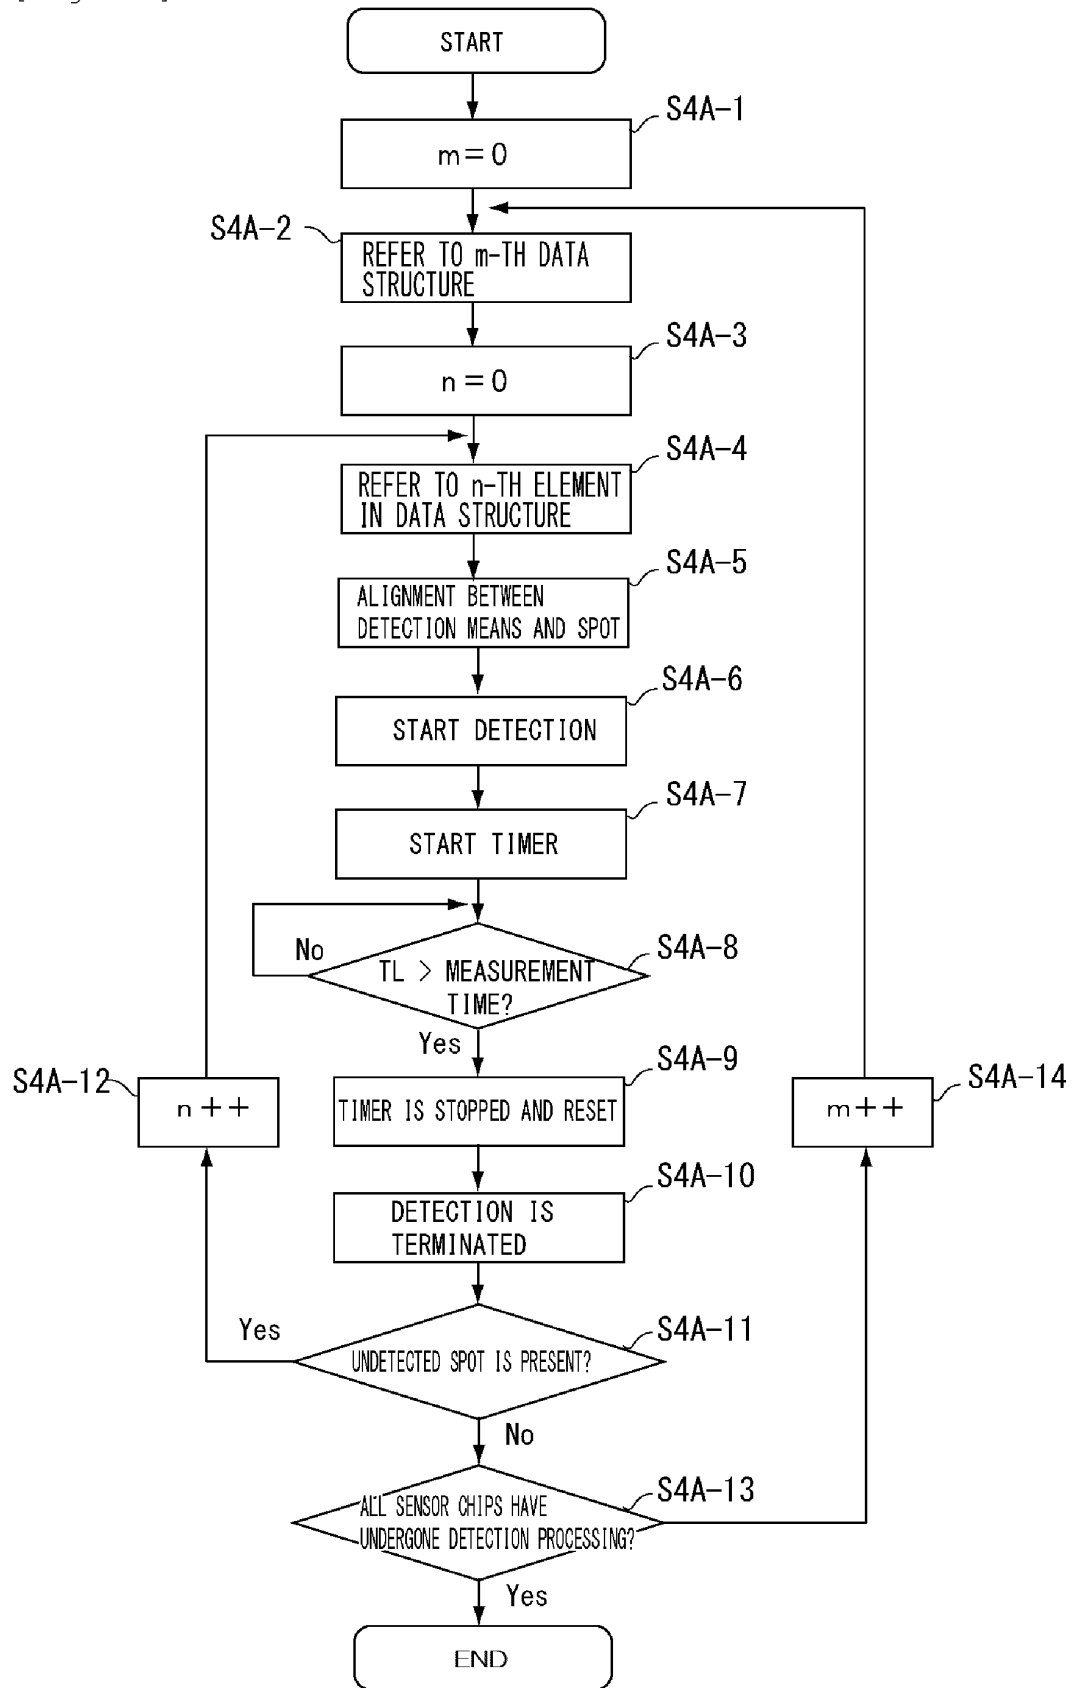 START
S4A-1
m=0
S4A-2
REFER TO m-TH DATA
STRUCTURE
S4A-3
n=0
S4A-4
REFER TO n-TH ELEMENT
IN DATA STRUCTURE
S4A-5
ALIGNMENT BETWEEN
DETECTION MEANS AND SPOT
S4A-6
START DETECTION
S4A-7
START TIMER
No
S4A-8
TL > MEASUREMENT
TIME?
Yes
S4A-9
TIMER IS STOPPED AND RESET
S4A-12
n++
S4A-14
m++
S4A-10
DETECTION IS
TERMINATED
Yes
S4A-11
UNDETECTED SPOT IS PRESENT?
No
S4A-13
ALL SENSOR CHIPS HAVE
UNDERGONE DETECTION PROCESSING?
Yes
END